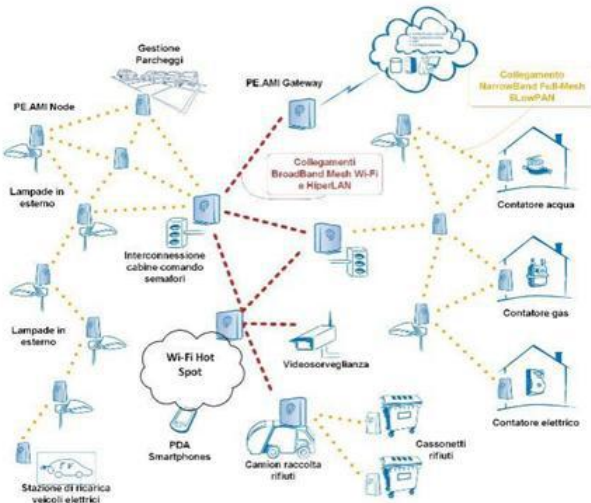 Gestione
Parcheggi
PE.AMI Node
PE.AMI Gateway
Collegamento
NarrowBand Full-Mesh
6LowPAN
Collegamenti
BroadBand Mesh Wi-Fi
e HiperLAN
Lampade in
esterno
Contatore acqua
Interconnessione
cabine comando
semafori
Lampade in
esterno
Contatore gas
Wi-Fi Hot
Spot
Videosorveglianza
PDA
Smartphones
Camion raccolta
rifiuti
Cassonetti
rifiuti
Contatore elettrico
Stazione di ricarica
veicoli elettrici